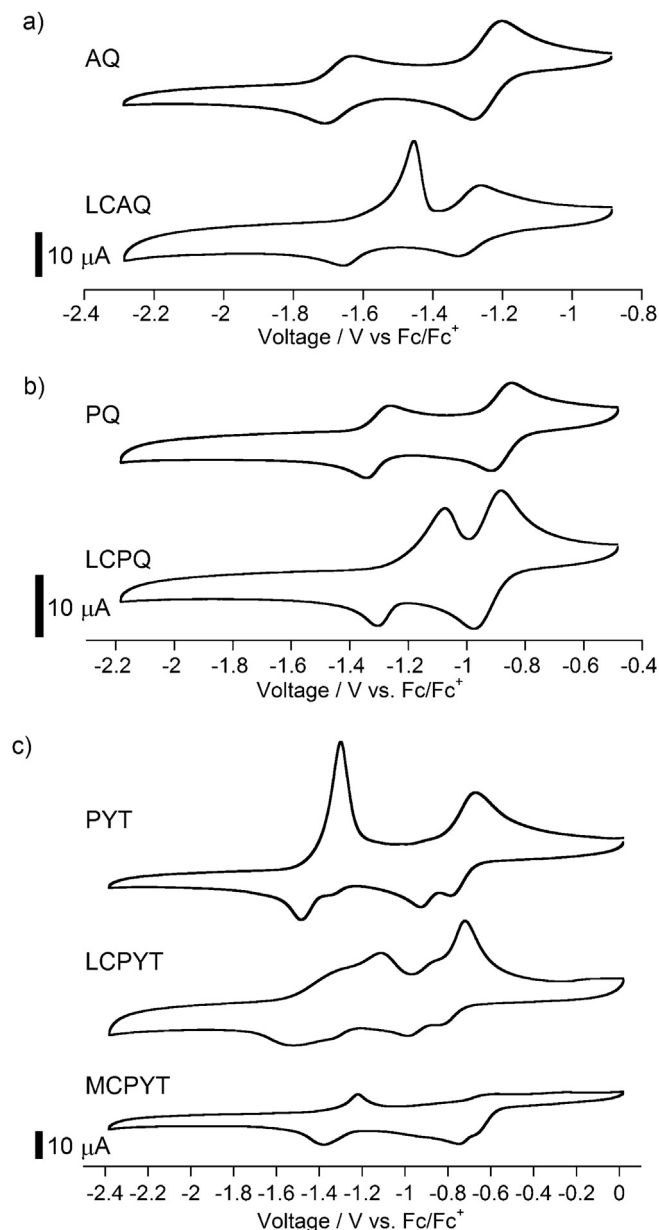 a)
AQ
LCAQ
10 μA
-2.4 -2.2 -2 -1.8 -1.6 -1.4 -1.2 -1 -0.8
Voltage / V vs Fc/Fc⁺
b)
PQ
LCPQ
10 μA
-2.2 -2 -1.8 -1.6 -1.4 -1.2 -1 -0.8 -0.6 -0.4
Voltage / V vs. Fc/Fc⁺
c)
PYT
LCPYT
MCPYT
10 μA
-2.4 -2.2 -2 -1.8 -1.6 -1.4 -1.2 -1 -0.8 -0.6 -0.4 -0.2 0
Voltage / V vs. Fc/Fc⁺